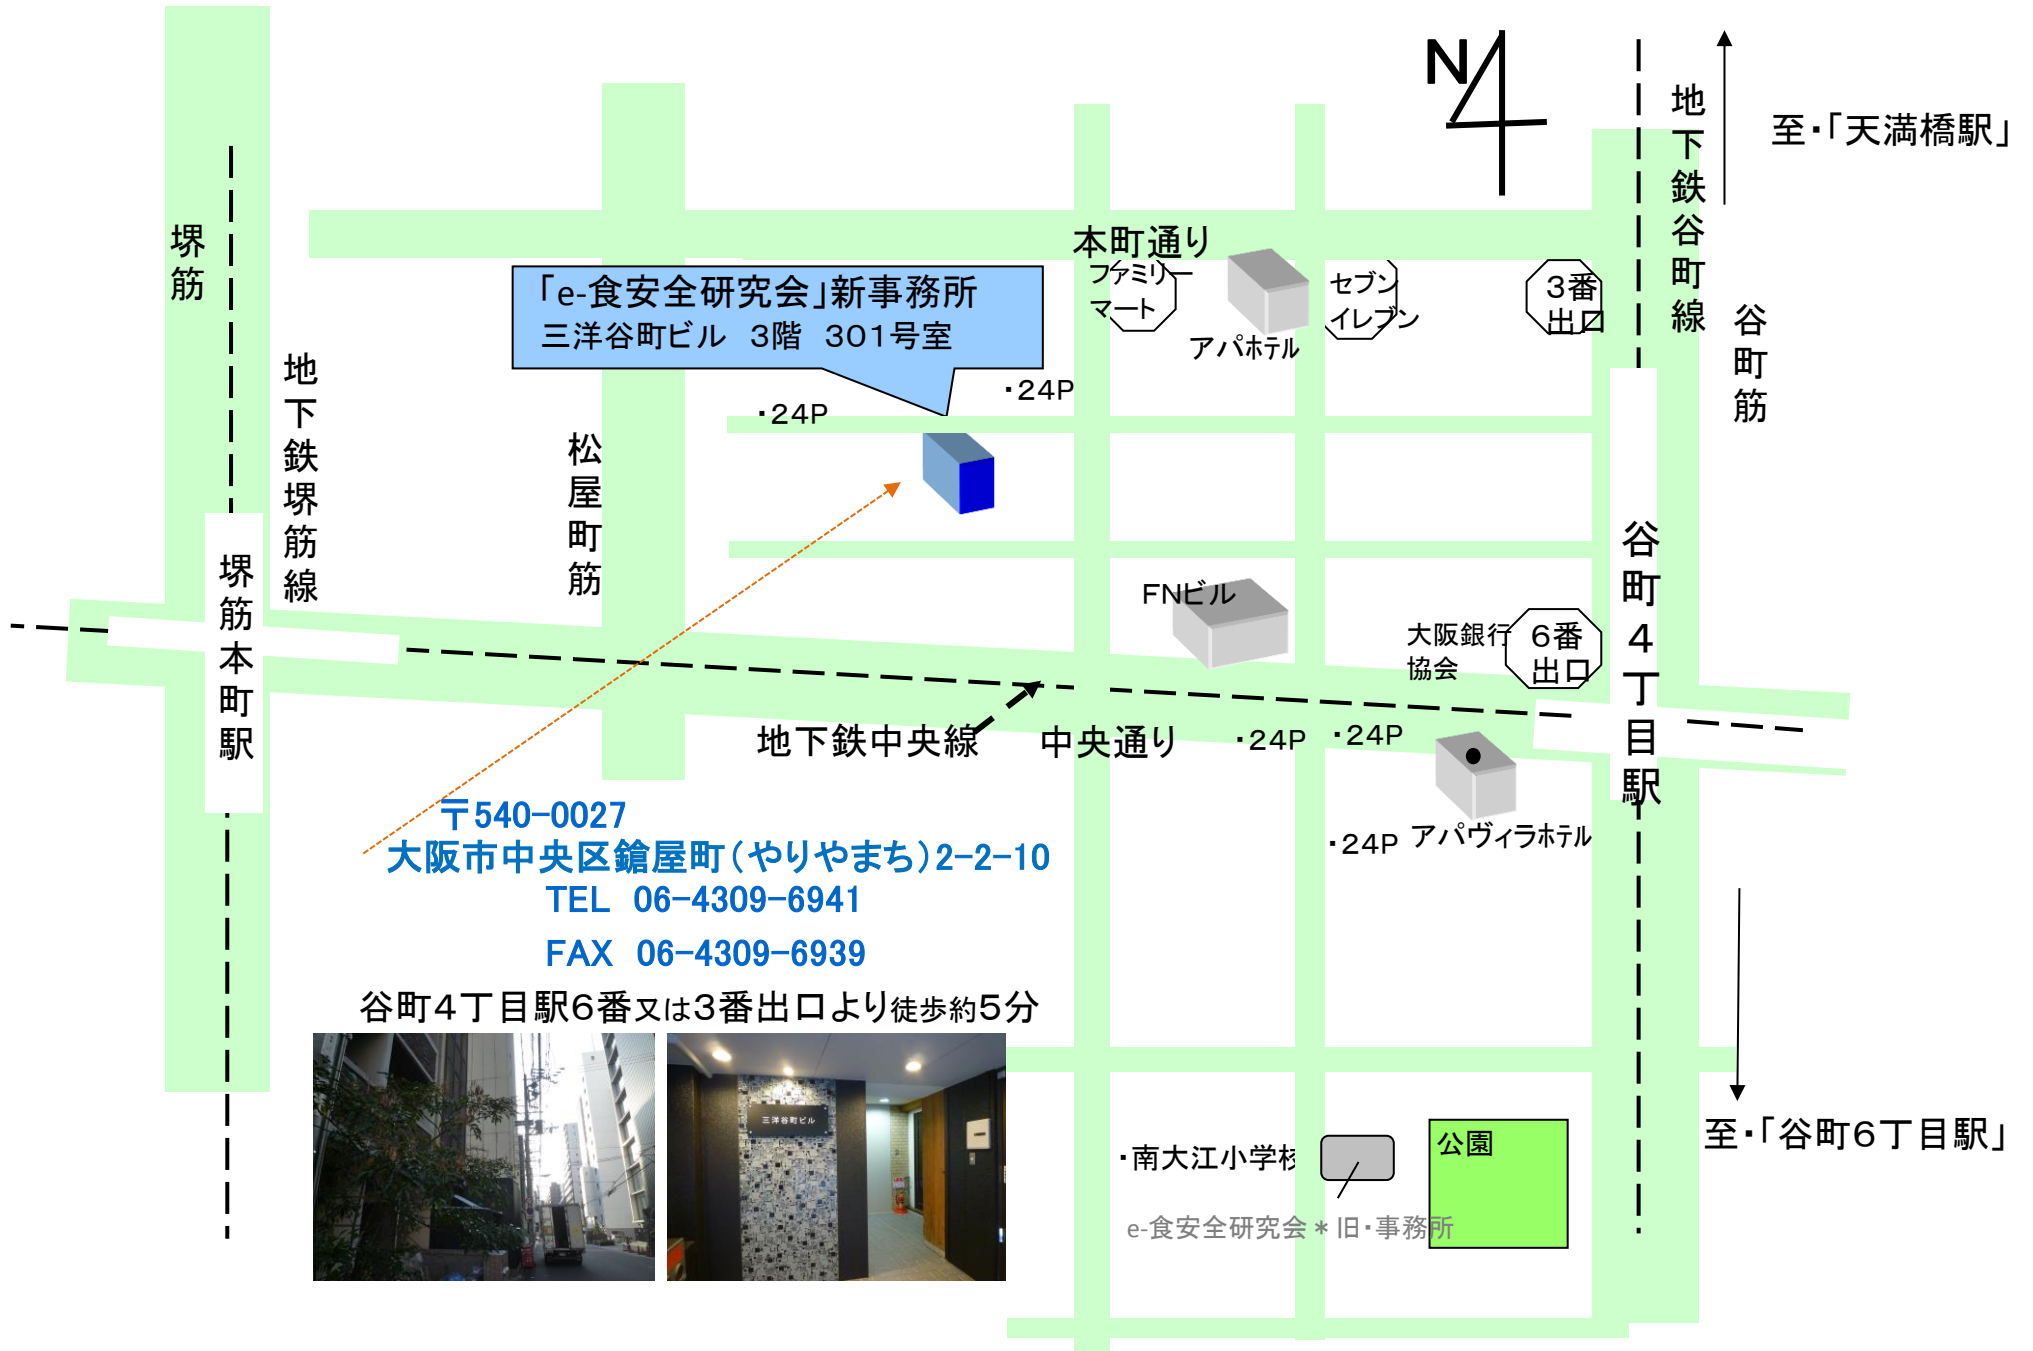 N
地下鉄谷町線
至・「天満橋駅」
堺筋
本町通り
ファミリー
マート
アパホテル
セブン
イレブン
3番
出口
谷町筋
「e-食安全研究会」新事務所
三洋谷町ビル 3階 301号室
・24P
・24P
地下鉄堺筋線
松屋町筋
堺筋本町駅
谷町4丁目駅
FNビル
大阪銀行
協会
6番
出口
地下鉄中央線
中央通り
・24P
・24P
・24P
アパヴィラホテル
〒540-0027
大阪市中央区鎗屋町(やりやまち)2-2-10
TEL 06-4309-6941
FAX 06-4309-6939
谷町4丁目駅6番又は3番出口より徒歩約5分
三洋谷町ビル
・南大江小学校
公園
e-食安全研究会*旧・事務所
至・「谷町6丁目駅」